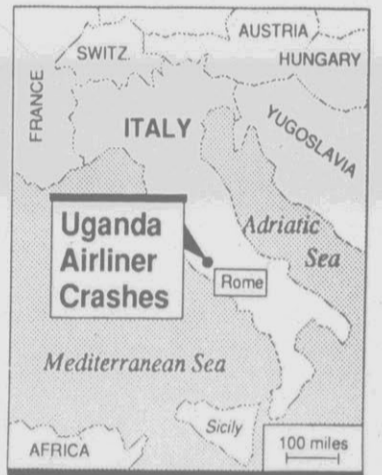 AUSTRIA
SWITZ.
HUNGARY
FRANCE
ITALY
YUGOSLAVIA
Uganda
Airliner
Crashes
Adriatic
Sea
Rome
Mediterranean Sea
Sicily
AFRICA
100 miles